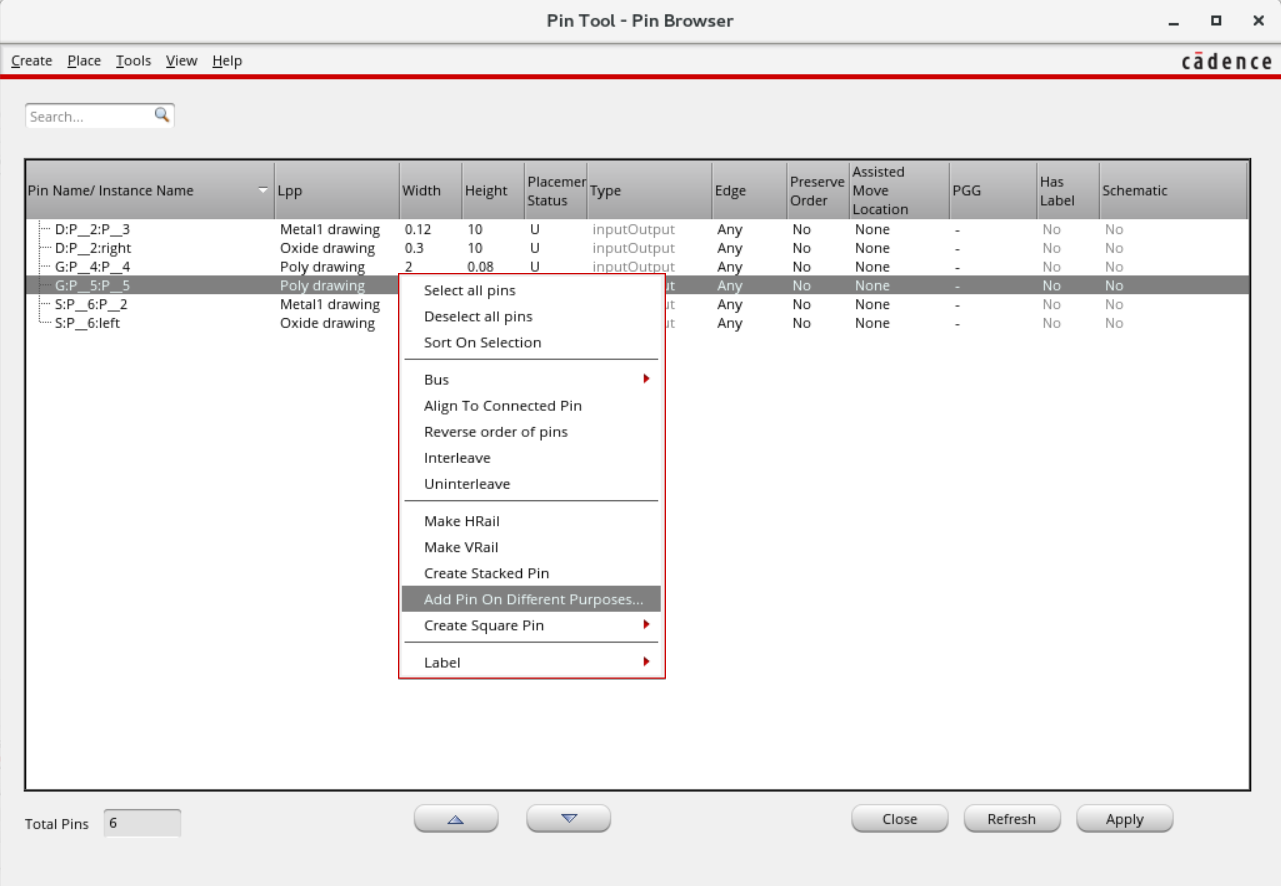 Pin Tool - Pin Browser
Create Place Tools View Help
cādence
Search...
Pin Name/ Instance Name Lpp Width Height Placemer Status Type Edge Preserve Order Assisted Move Location PGG Has Label Schematic
D:P__2:P__3 Metal1 drawing 0.12 10 U inputOutput Any No None - No No
D:P__2:right Oxide drawing 0.3 10 U inputOutput Any No None - No No
G:P__4:P__4 Poly drawing 2 0.08 U inputOutput Any No None - No No
G:P__5:P__5 Poly drawing ut Any No None - No No
S:P__6:P__2 Metal1 drawing ut Any No None - No No
S:P__6:left Oxide drawing ut Any No None - No No
Select all pins
Deselect all pins
Sort On Selection
Bus
Align To Connected Pin
Reverse order of pins
Interleave
Uninterleave
Make HRail
Make VRail
Create Stacked Pin
Add Pin On Different Purposes...
Create Square Pin
Label
Total Pins 6
Close Refresh Apply